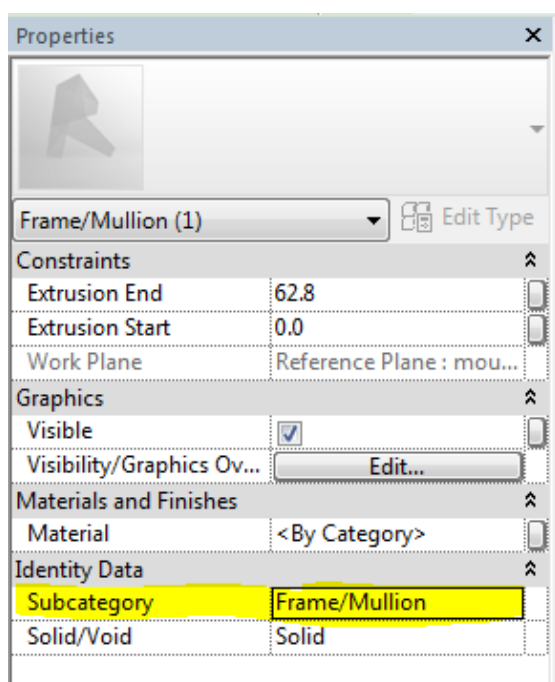 Properties
Frame/Mullion (1)
Edit Type
Constraints
Extrusion End 62.8
Extrusion Start 0.0
Work Plane Reference Plane : mou...
Graphics
Visible
Visibility/Graphics Ov... Edit...
Materials and Finishes
Material <By Category>
Identity Data
Subcategory Frame/Mullion
Solid/Void Solid